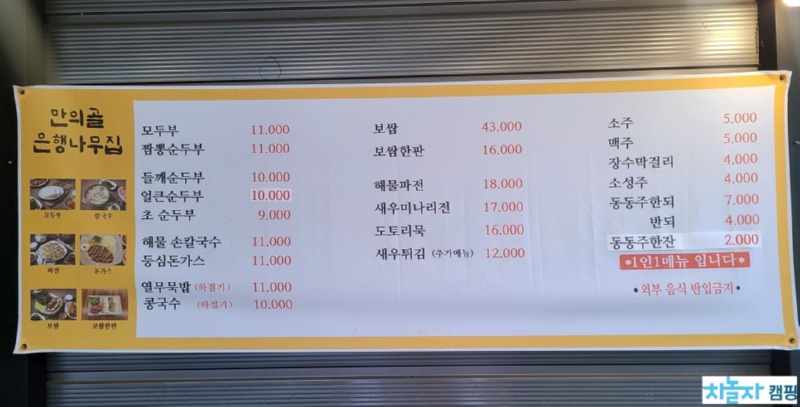 만의골
은행나무집
모두부
칼국수
파전
돈가스
보쌈
보쌈한판
모두부 11.000
짬뽕순두부 11.000
들깨순두부 10.000
얼큰순두부 10.000
초 순두부 9.000
해물 손칼국수 11.000
등심돈가스 11.000
열무묵밥 (하절기) 11.000
콩국수 (하절기) 10.000
보쌈 43.000
보쌈한판 16.000
해물파전 18.000
새우미나리전 17.000
도토리묵 16.000
새우튀김 (추가메뉴) 12.000
소주 5.000
맥주 5.000
장수막걸리 4.000
소성주 4.000
동동주한되 7.000
반되 4.000
동동주한잔 2.000
*1인1메뉴 입니다*
*외부 음식 반입금지*
차놀자 캠핑